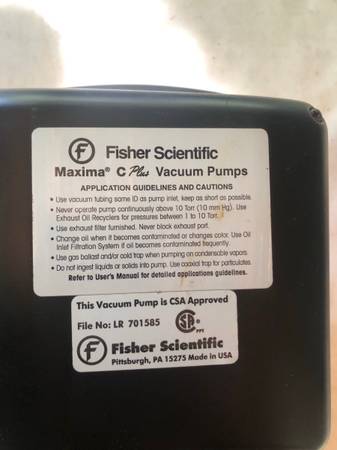 Fisher Scientific
Maxima® C Plus Vacuum Pumps
APPLICATION GUIDELINES AND CAUTIONS
• Use vacuum tubing same ID as pump inlet, keep as short as possible.
• Never operate pump continuously above 10 Torr (10 mm Hg). Use
Exhaust Oil Recyclers for pressures between 1 to 10 Torr.
• Use exhaust filter furnished. Never block exhaust port.
• Change oil when it becomes contaminated or changes color. Use Oil
Inlet Filtration System if oil becomes contaminated frequently.
• Use gas ballast and/or cold trap when pumping on condensable vapors.
• Do not ingest liquids or solids into pump. Use coaxial trap for particulates.
Refer to User's Manual for detailed applications guidelines.
This Vacuum Pump is CSA Approved
File No: LR 701585
Fisher Scientific
Pittsburgh, PA 15275 Made in USA